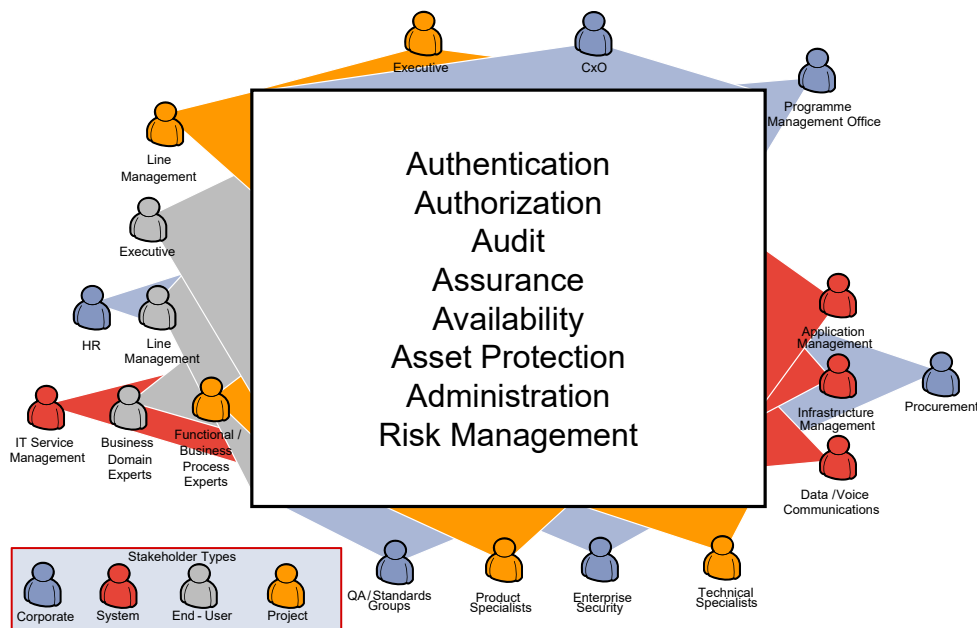 Executive
CxO
Programme
Management Office
Line
Management
Authentication
Authorization
Audit
Assurance
Availability
Asset Protection
Administration
Risk Management
Executive
HR
Line
Management
Application
Management
IT Service
Management
Business
Domain
Experts
Functional /
Business
Process
Experts
Infrastructure
Management
Procurement
Data /Voice
Communications
QA/Standards
Groups
Product
Specialists
Enterprise
Security
Technical
Specialists
Stakeholder Types
Corporate
System
End - User
Project